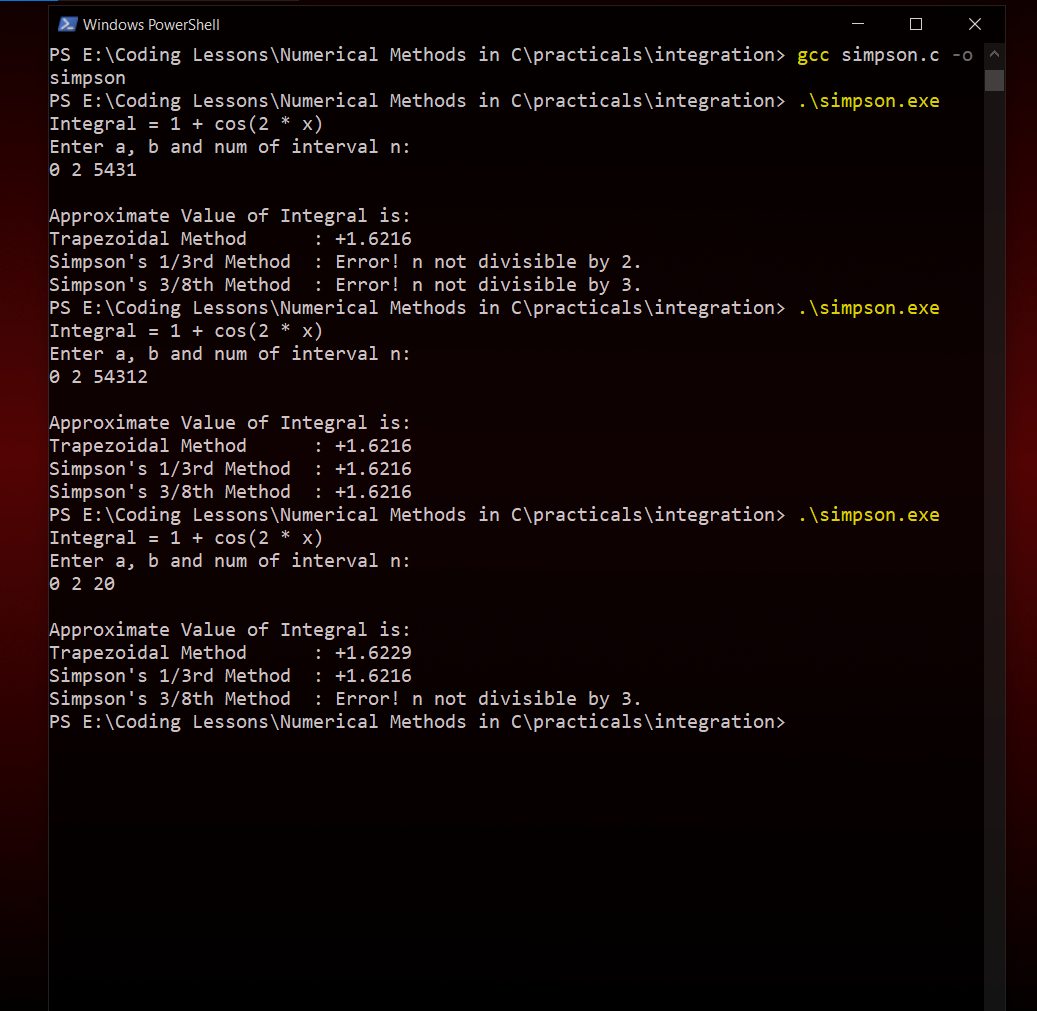 Windows PowerShell
PS E:\Coding Lessons\Numerical Methods in C\practicals\integration> gcc simpson.c -o
simpson
PS E:\Coding Lessons\Numerical Methods in C\practicals\integration> .\simpson.exe
Integral = 1 + cos(2 * x)
Enter a, b and num of interval n:
0 2 5431

Approximate Value of Integral is:
Trapezoidal Method      : +1.6216
Simpson's 1/3rd Method  : Error! n not divisible by 2.
Simpson's 3/8th Method  : Error! n not divisible by 3.
PS E:\Coding Lessons\Numerical Methods in C\practicals\integration> .\simpson.exe
Integral = 1 + cos(2 * x)
Enter a, b and num of interval n:
0 2 54312

Approximate Value of Integral is:
Trapezoidal Method      : +1.6216
Simpson's 1/3rd Method  : +1.6216
Simpson's 3/8th Method  : +1.6216
PS E:\Coding Lessons\Numerical Methods in C\practicals\integration> .\simpson.exe
Integral = 1 + cos(2 * x)
Enter a, b and num of interval n:
0 2 20

Approximate Value of Integral is:
Trapezoidal Method      : +1.6229
Simpson's 1/3rd Method  : +1.6216
Simpson's 3/8th Method  : Error! n not divisible by 3.
PS E:\Coding Lessons\Numerical Methods in C\practicals\integration>